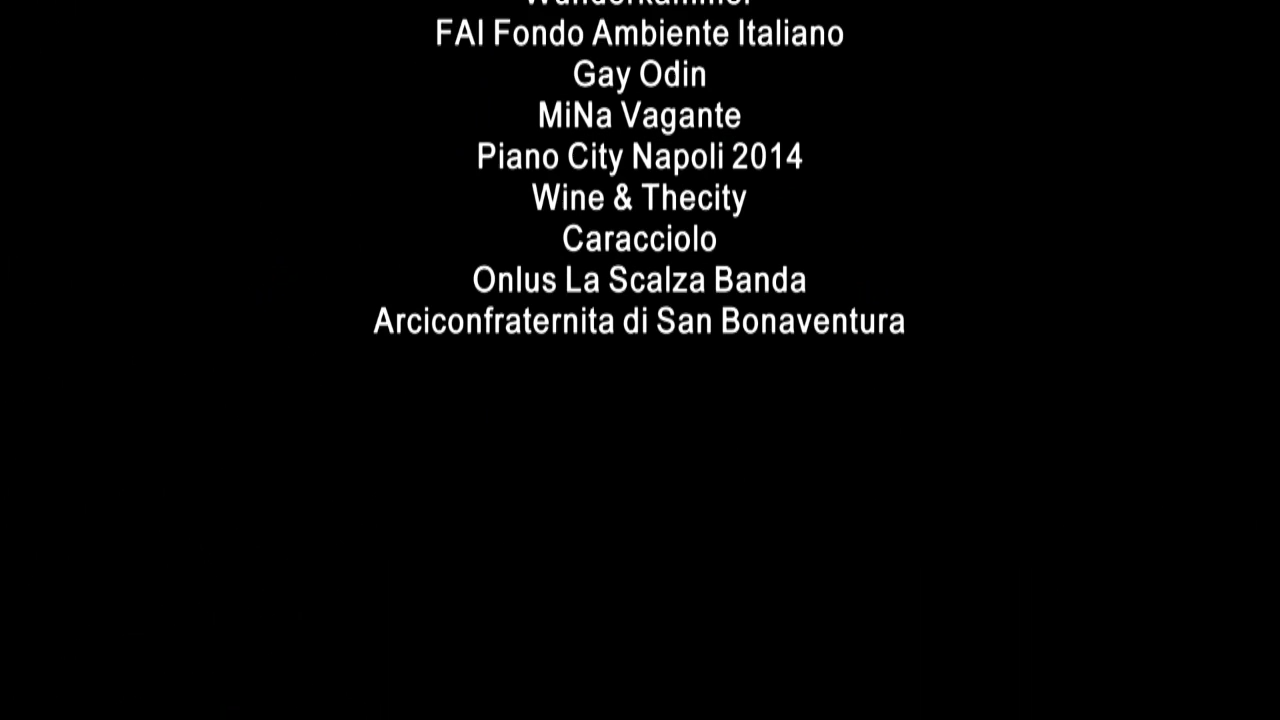 Wunderkammer
FAI Fondo Ambiente Italiano
Gay Odin
MiNa Vagante
Piano City Napoli 2014
Wine & Thecity
Caracciolo
Onlus La Scalza Banda
Arciconfraternita di San Bonaventura